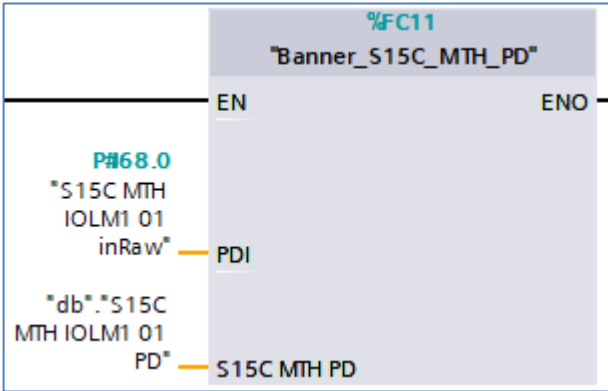 %FC11
"Banner_S15C_MTH_PD"
EN
ENO
P#I68.0
"S15C MTH
IOLM1 01
inRaw"
PDI
"db"."S15C
MTH IOLM1 01
PD"
S15C MTH PD